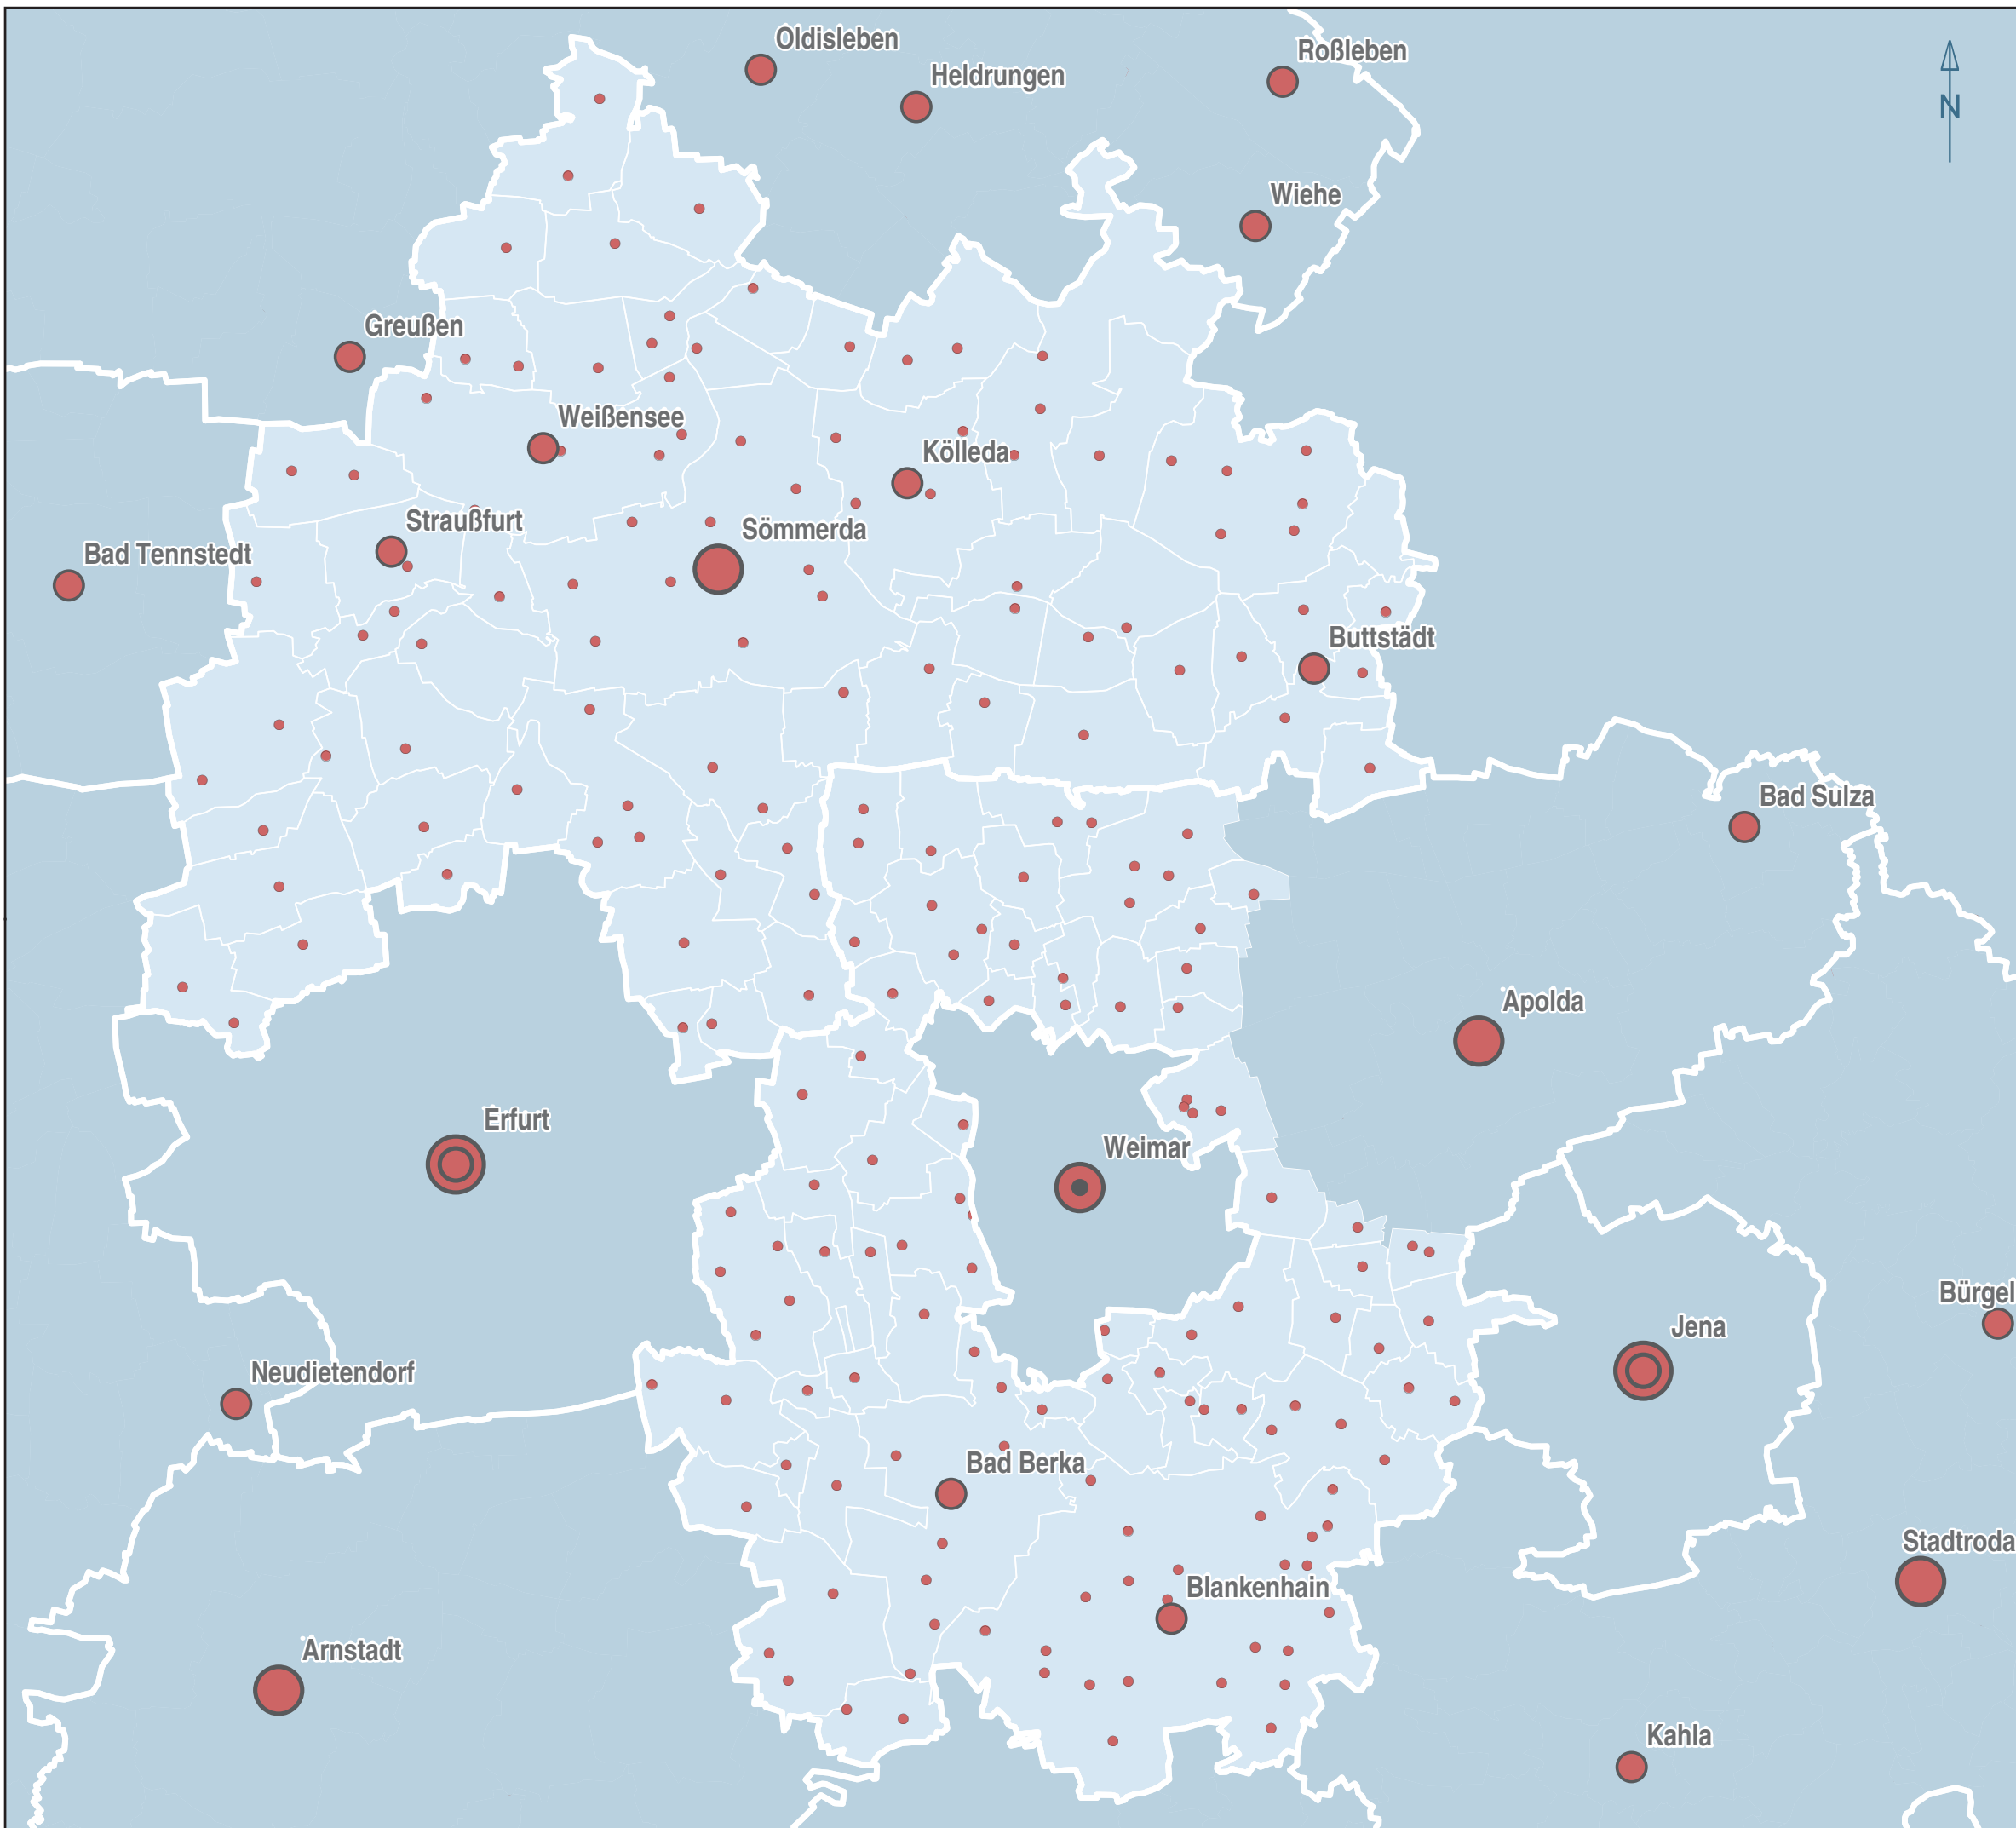 Oldisleben
Roßleben
Heldrungen
N
Wiehe
Greußen
Weißensee
Kölleda
Straußfurt
Sömmerda
Bad Tennstedt
Buttstädt
Bad Sulza
Apolda
Erfurt
Weimar
Bürgel
Jena
Neudietendorf
Bad Berka
Stadtroda
Blankenhain
Arnstadt
Kahla